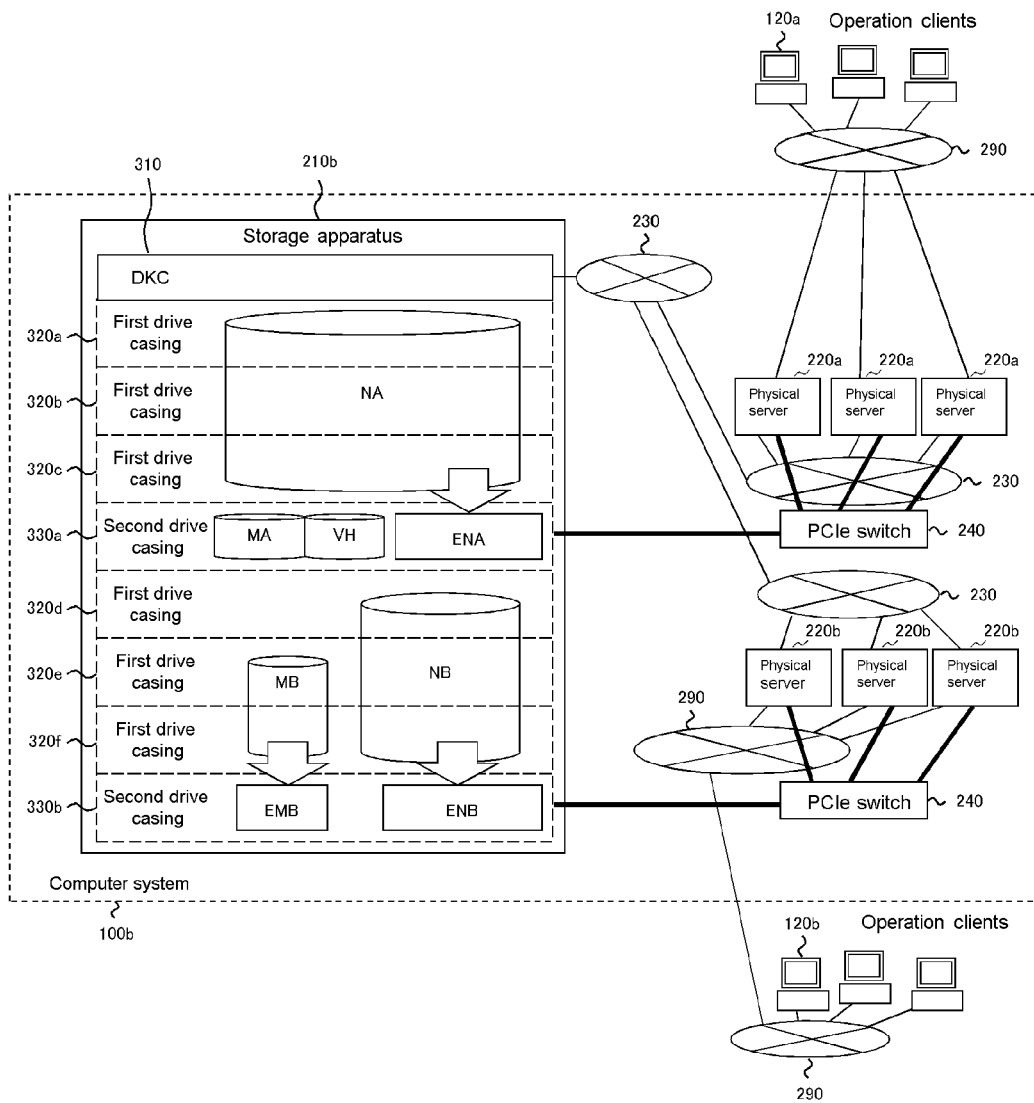 120a
Operation clients
290
310
210b
230
Storage apparatus
DKC
320a
First drive
casing
320b
First drive
casing
NA
220a
220a
220a
Physical
server
Physical
server
Physical
server
320c
First drive
casing
230
330a
Second drive
casing
MA
VH
ENA
PCIe switch
240
320d
First drive
casing
230
220b
220b
220b
320e
First drive
casing
MB
NB
Physical
server
Physical
server
Physical
server
290
320f
First drive
casing
330b
Second drive
casing
EMB
ENB
PCIe switch
240
Computer system
100b
120b
Operation clients
290